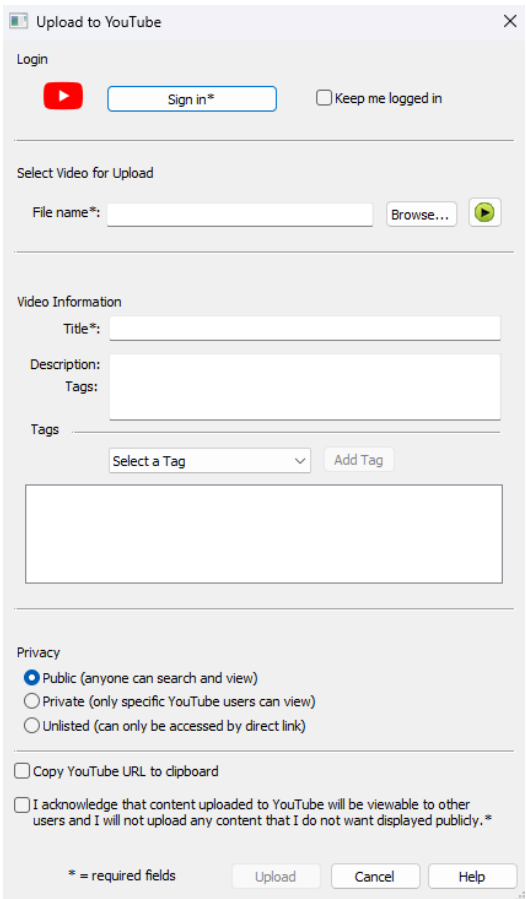 Upload to YouTube
Login
Sign in*
Keep me logged in
Select Video for Upload
File name*:
Browse...
Video Information
Title*:
Description:
Tags:
Tags
Select a Tag
Add Tag
Privacy
Public (anyone can search and view)
Private (only specific YouTube users can view)
Unlisted (can only be accessed by direct link)
Copy YouTube URL to clipboard
I acknowledge that content uploaded to YouTube will be viewable to other
users and I will not upload any content that I do not want displayed publicly.*
* = required fields
Upload
Cancel
Help